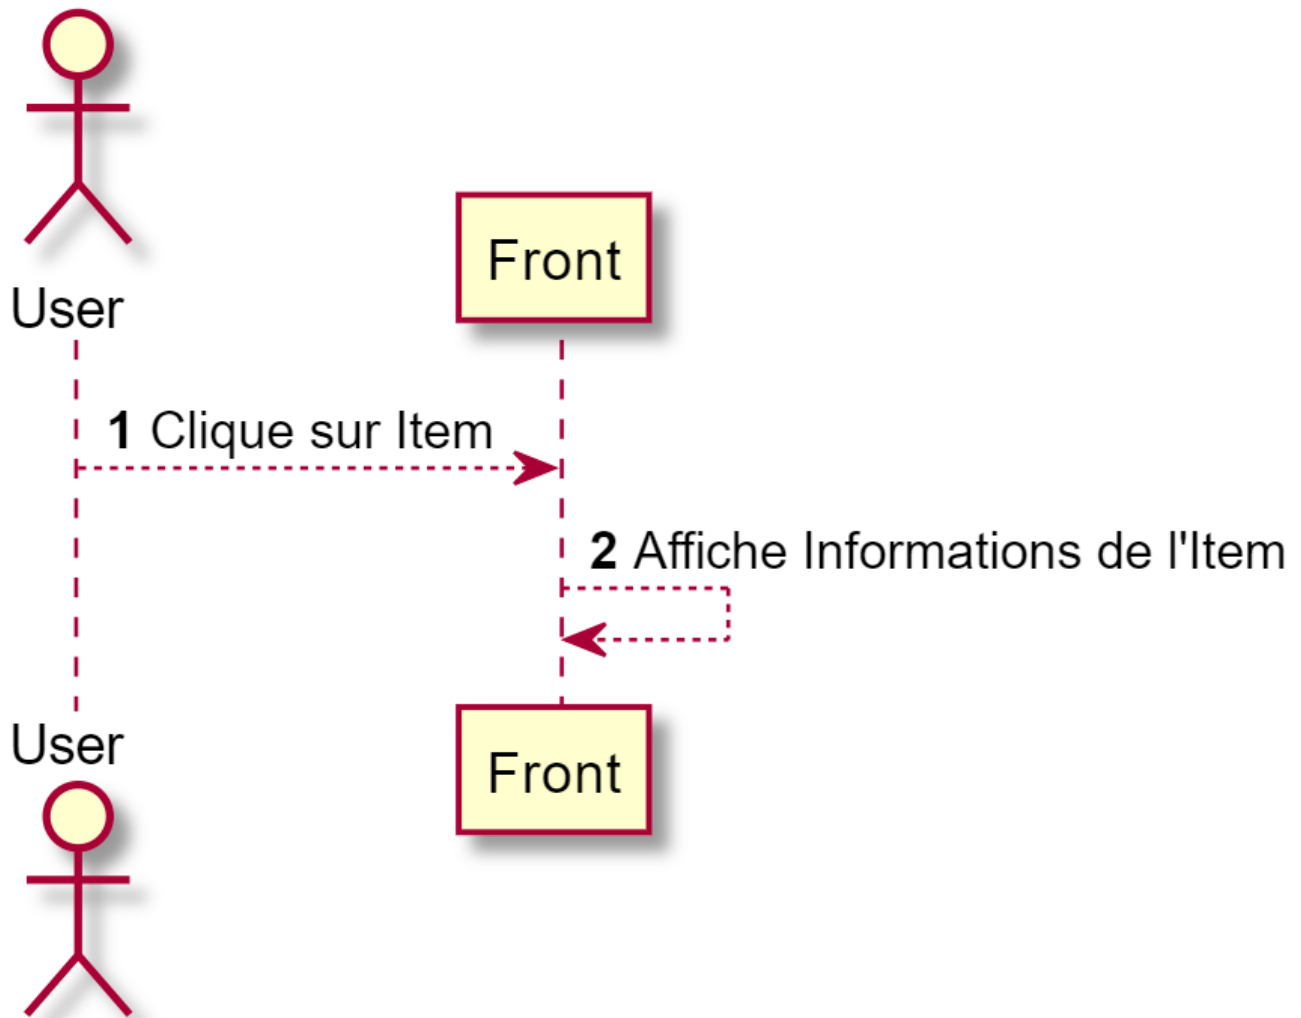 User
Front
1 Clique sur Item
2 Affiche Informations de l'Item
User
Front